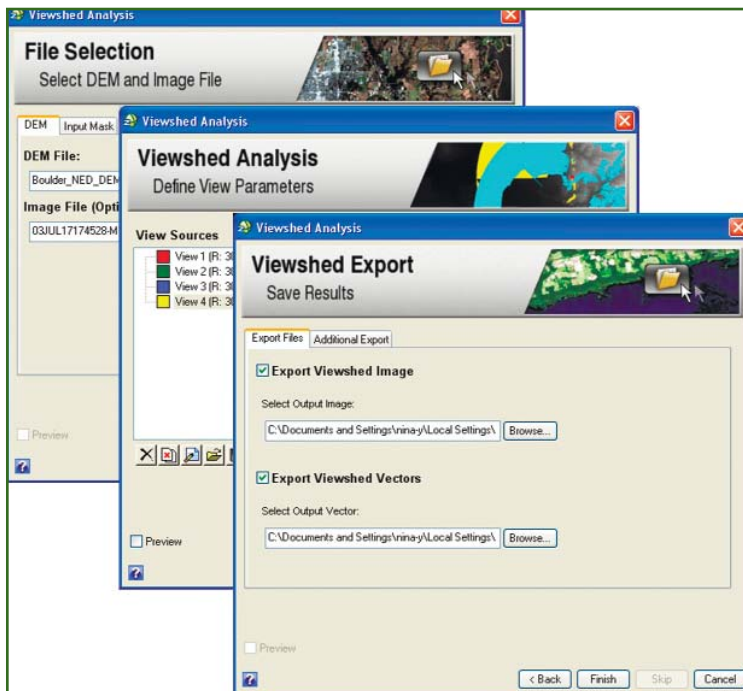 Viewshed Analysis
File Selection
Select DEM and Image File
DEM
Input Mask
DEM File:
Boulder_NED_DEM
Image File (Opti
03JUL17174528-M
Preview
Viewshed Analysis
Viewshed Analysis
Define View Parameters
View Sources
View 1 (R: 30
View 2 (R: 30
View 3 (R: 30
View 4 (R: 30
Preview
Viewshed Analysis
Viewshed Export
Save Results
Export Files
Additional Export
Export Viewshed Image
Select Output Image:
C:\Documents and Settings\nina-y\Local Settings\
Browse...
Export Viewshed Vectors
Select Output Vector:
C:\Documents and Settings\nina-y\Local Settings\
Browse...
Preview
< Back
Finish
Skip
Cancel